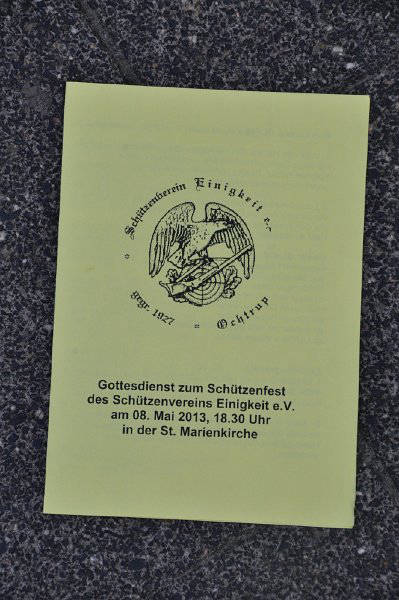 Schützenverein Einigkeit e.V.
gegr. 1927
Ochtrup
Gottesdienst zum Schützenfest
des Schützenvereins Einigkeit e.V.
am 08. Mai 2013, 18.30 Uhr
in der St. Marienkirche